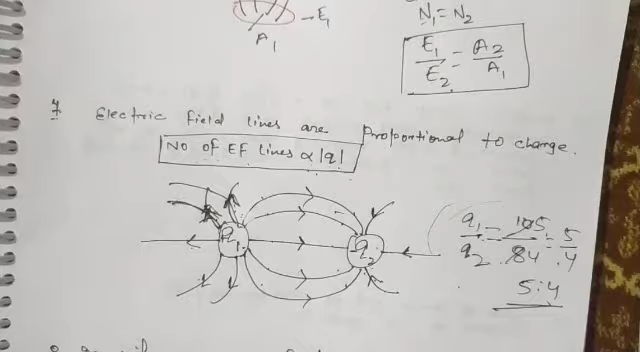 N₁ = N₂
→ E₁
A₁
E₁/E₂ = A₂/A₁
7 Electric field lines are proportional to charge.
NO OF EF lines α |q|
q₁ q₂
q₁/q₂ = 105/84 = 5/4
5:4